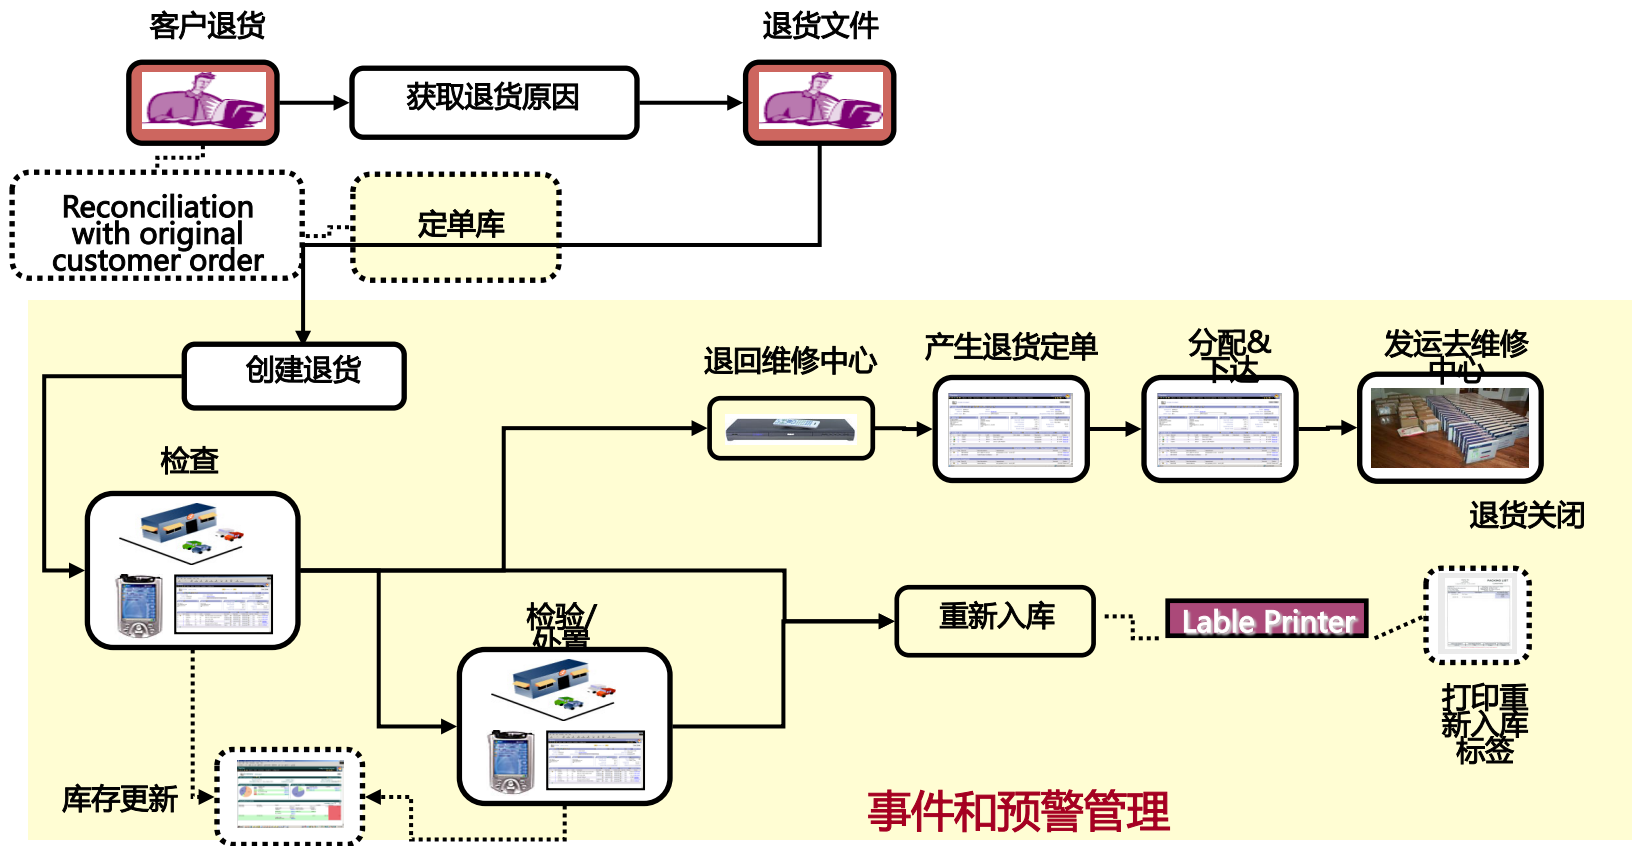 客户退货
退货文件
获取退货原因
Reconciliation
with original
customer order
定单库
创建退货
退回维修中心
产生退货定单
分配&
下达
发运去维修
中心
检查
退货关闭
检验/
处置
重新入库
Lable Printer
打印重
新入库
标签
库存更新
事件和预警管理